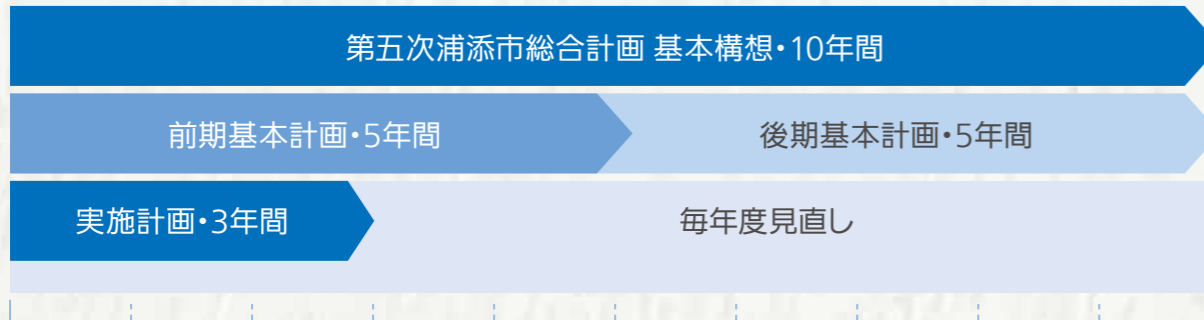 第五次浦添市総合計画 基本構想・10年間
前期基本計画・5年間
後期基本計画・5年間
実施計画・3年間
毎年度見直し